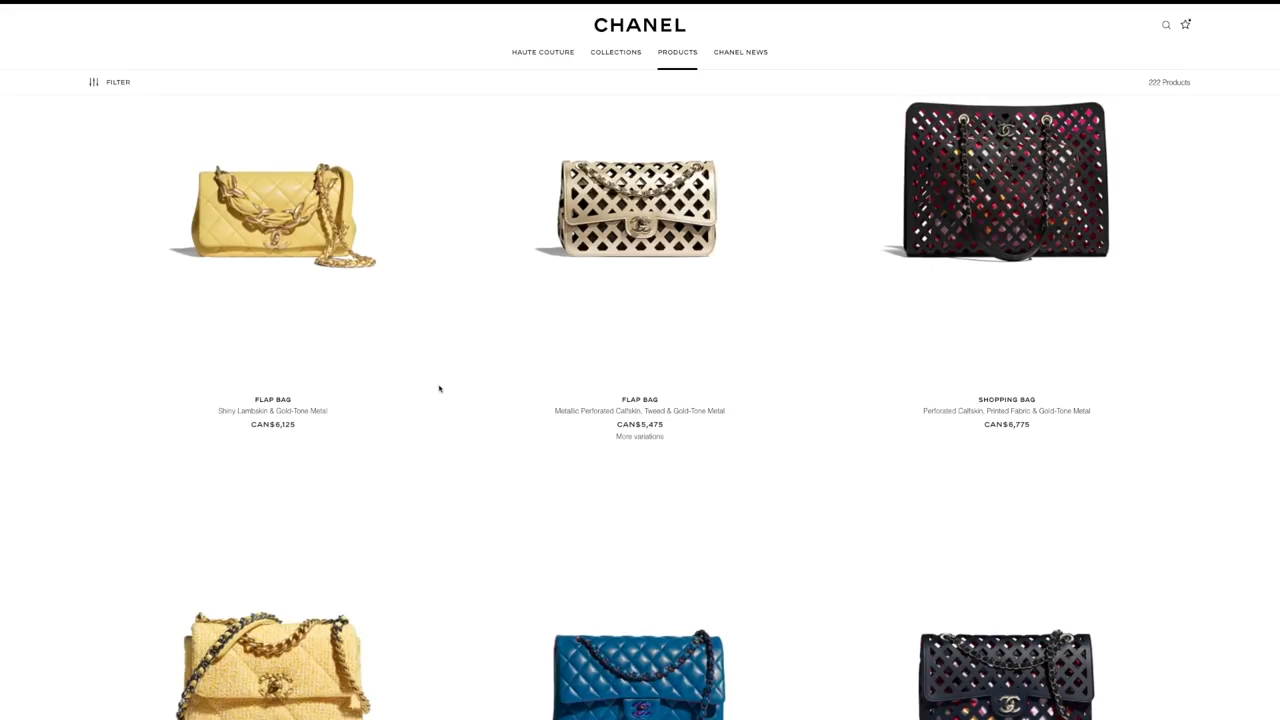 CHANEL
HAUTE COUTURE COLLECTIONS PRODUCTS CHANEL NEWS
FILTER
222 Products
FLAP BAG
Shiny Lambskin & Gold-Tone Metal
CAN$6,125
FLAP BAG
Metallic Perforated Calfskin, Tweed & Gold-Tone Metal
CAN$5,475
More variations
SHOPPING BAG
Perforated Calfskin, Printed Fabric & Gold-Tone Metal
CAN$6,775